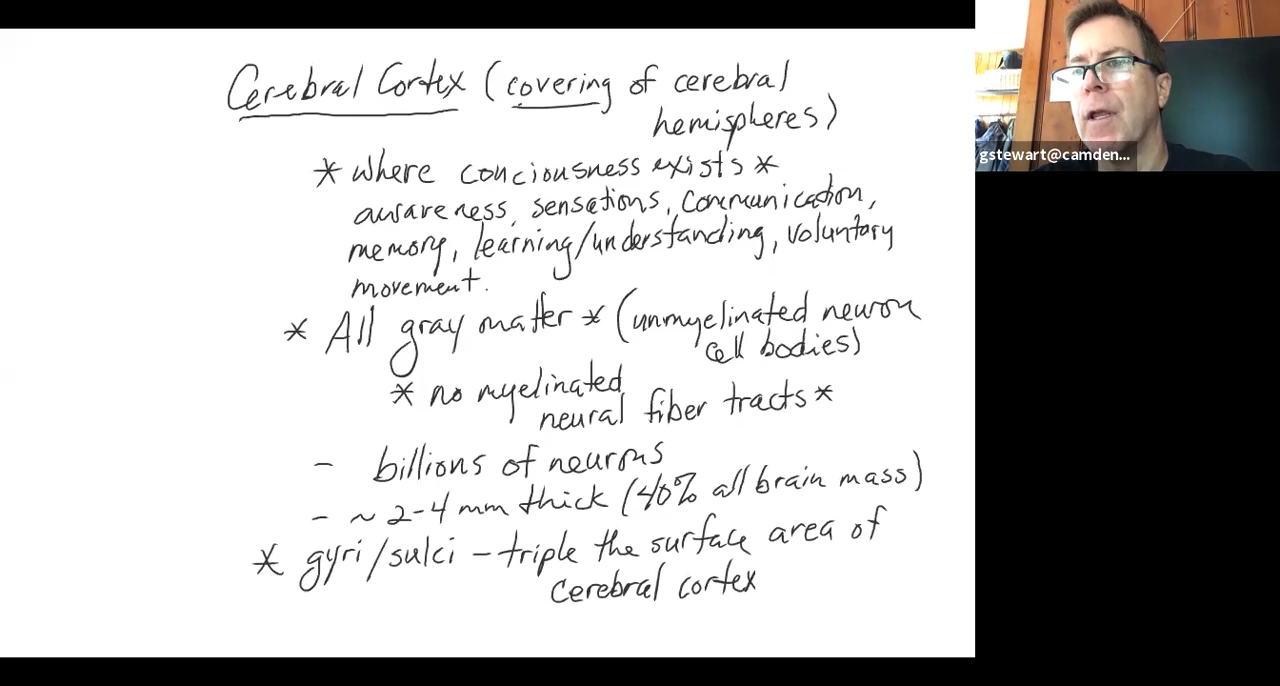 Cerebral Cortex (covering of cerebral
hemispheres)
* where conciousness exists *
awareness, sensations, communication,
memory, learning/understanding, voluntary
movement.
* All gray matter * (unmyelinated neuron
cell bodies)
* no myelinated
neural fiber tracts *
- billions of neurons
- ~ 2-4 mm thick (40% all brain mass)
* gyri/sulci - triple the surface area of
cerebral cortex
gstewart@camden...